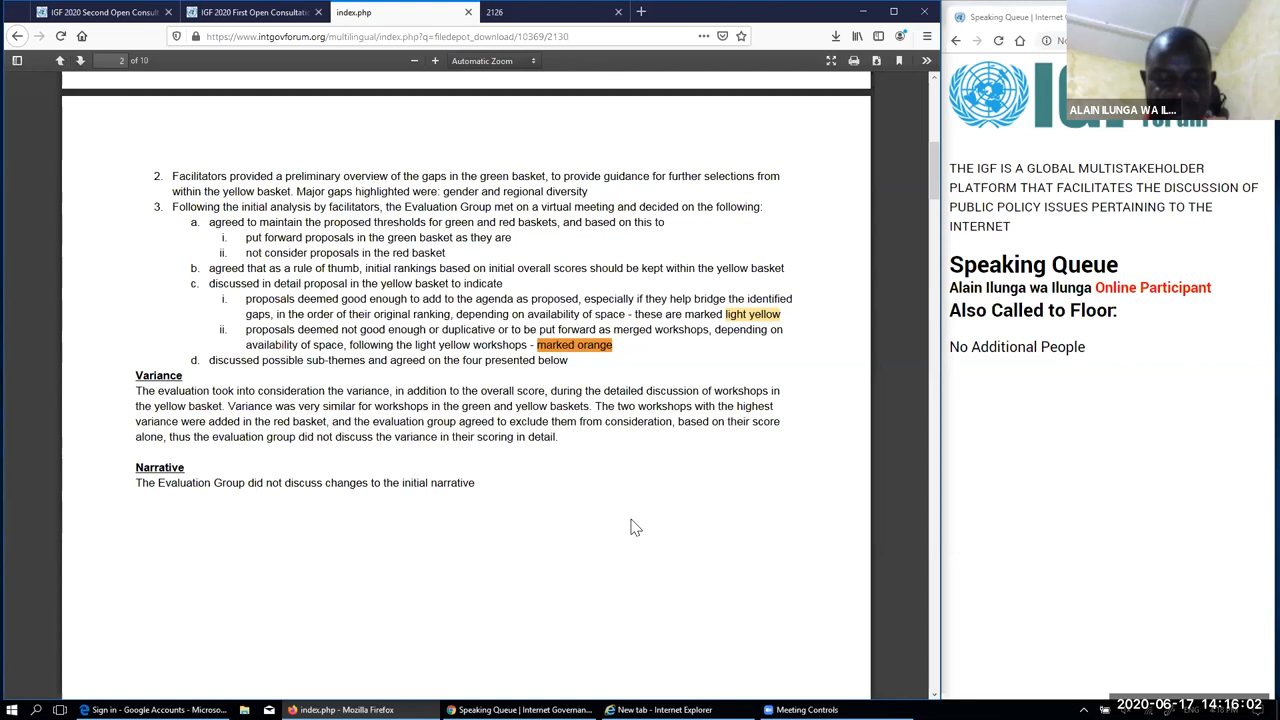 IGF 2020 Second Open Consult
IGF 2020 First Open Consultatio
index.php
2126
https://www.intgovforum.org/multilingual/index.php?q=filedepot_download/10369/2130
2 of 10
Automatic Zoom
2. Facilitators provided a preliminary overview of the gaps in the green basket, to provide guidance for further selections from
within the yellow basket. Major gaps highlighted were: gender and regional diversity
3. Following the initial analysis by facilitators, the Evaluation Group met on a virtual meeting and decided on the following:
a. agreed to maintain the proposed thresholds for green and red baskets, and based on this to
i. put forward proposals in the green basket as they are
ii. not consider proposals in the red basket
b. agreed that as a rule of thumb, initial rankings based on initial overall scores should be kept within the yellow basket
c. discussed in detail proposal in the yellow basket to indicate
i. proposals deemed good enough to add to the agenda as proposed, especially if they help bridge the identified
gaps, in the order of their original ranking, depending on availability of space - these are marked light yellow
ii. proposals deemed not good enough or duplicative or to be put forward as merged workshops, depending on
availability of space, following the light yellow workshops - marked orange
d. discussed possible sub-themes and agreed on the four presented below
Variance
The evaluation took into consideration the variance, in addition to the overall score, during the detailed discussion of workshops in
the yellow basket. Variance was very similar for workshops in the green and yellow baskets. The two workshops with the highest
variance were added in the red basket, and the evaluation group agreed to exclude them from consideration, based on their score
alone, thus the evaluation group did not discuss the variance in their scoring in detail.
Narrative
The Evaluation Group did not discuss changes to the initial narrative
Speaking Queue | Internet G
No
ALAIN ILUNGA WA IL...
THE IGF IS A GLOBAL MULTISTAKEHOLDER
PLATFORM THAT FACILITATES THE DISCUSSION OF
PUBLIC POLICY ISSUES PERTAINING TO THE
INTERNET
Speaking Queue
Alain Ilunga wa Ilunga Online Participant
Also Called to Floor:
No Additional People
Sign in - Google Accounts - Microso...
index.php - Mozilla Firefox
Speaking Queue | Internet Governan...
New tab - Internet Explorer
Meeting Controls
2020-06-17 14:16:02